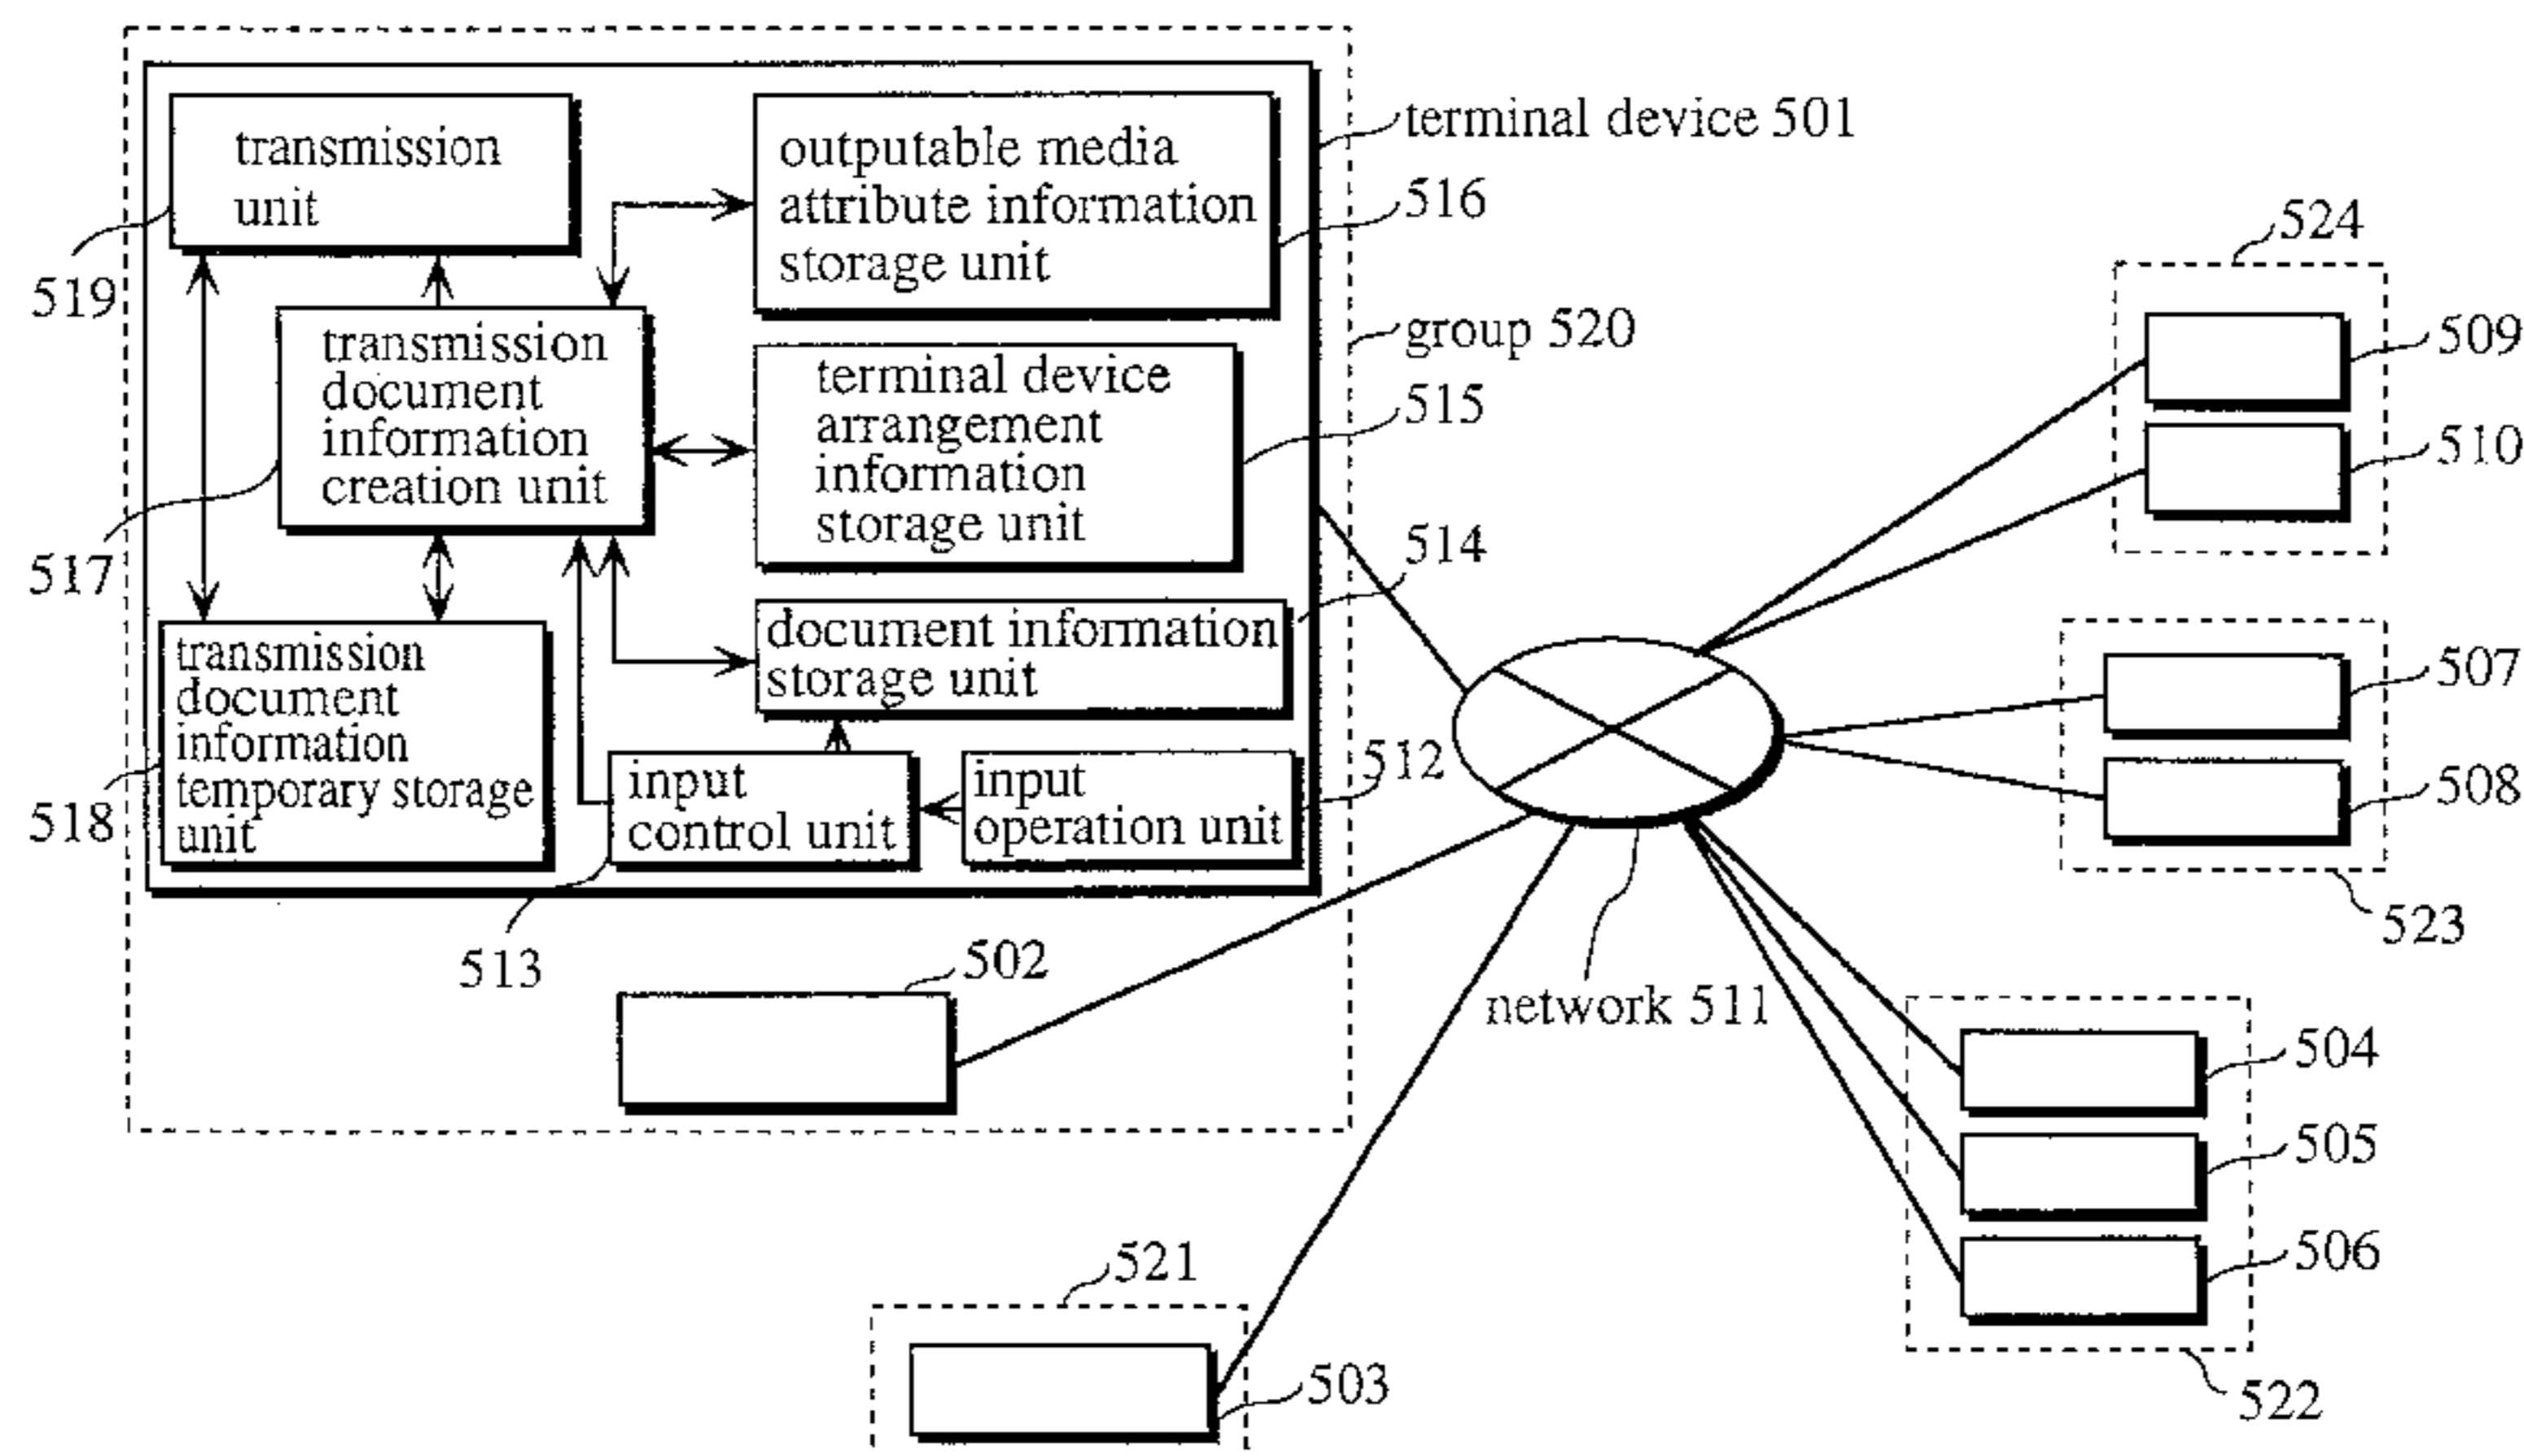 transmission
unit
519
outputable media
attribute information
storage unit
terminal device 501
516
group 520
transmission
document
information
creation unit
517
terminal device
arrangement
information
storage unit
515
514
document information
storage unit
transmission
document
information
temporary storage
unit
518
input
control unit
input
operation unit
512
513
502
network 511
524
509
510
507
508
523
504
505
506
522
521
503